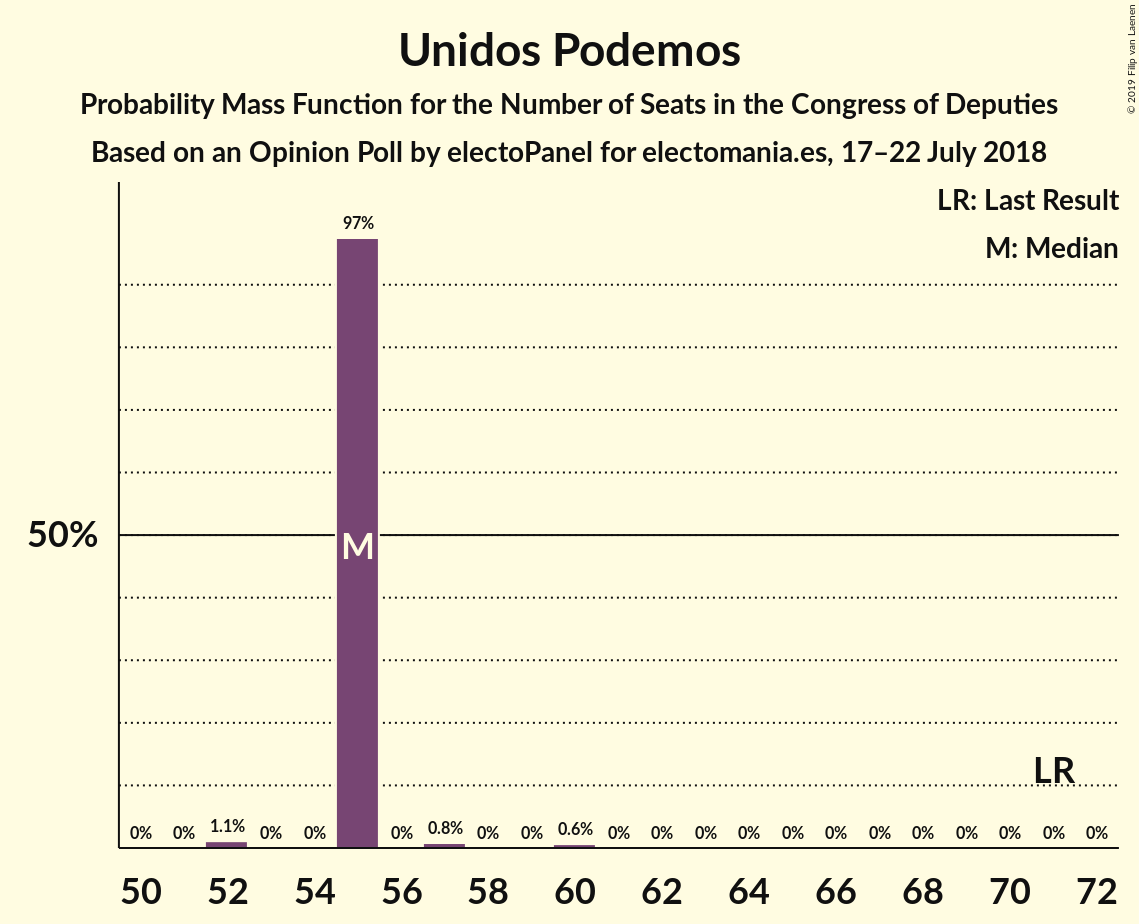 Unidos Podemos
Probability Mass Function for the Number of Seats in the Congress of Deputies
Based on an Opinion Poll by electoPanel for electomania.es, 17–22 July 2018
© 2019 Filip van Laenen
LR: Last Result
M: Median
97%
50%
M
LR
0% 0% 1.1% 0% 0% 0% 0.8% 0% 0% 0.6% 0% 0% 0% 0% 0% 0% 0% 0% 0% 0% 0% 0%
50 52 54 56 58 60 62 64 66 68 70 72